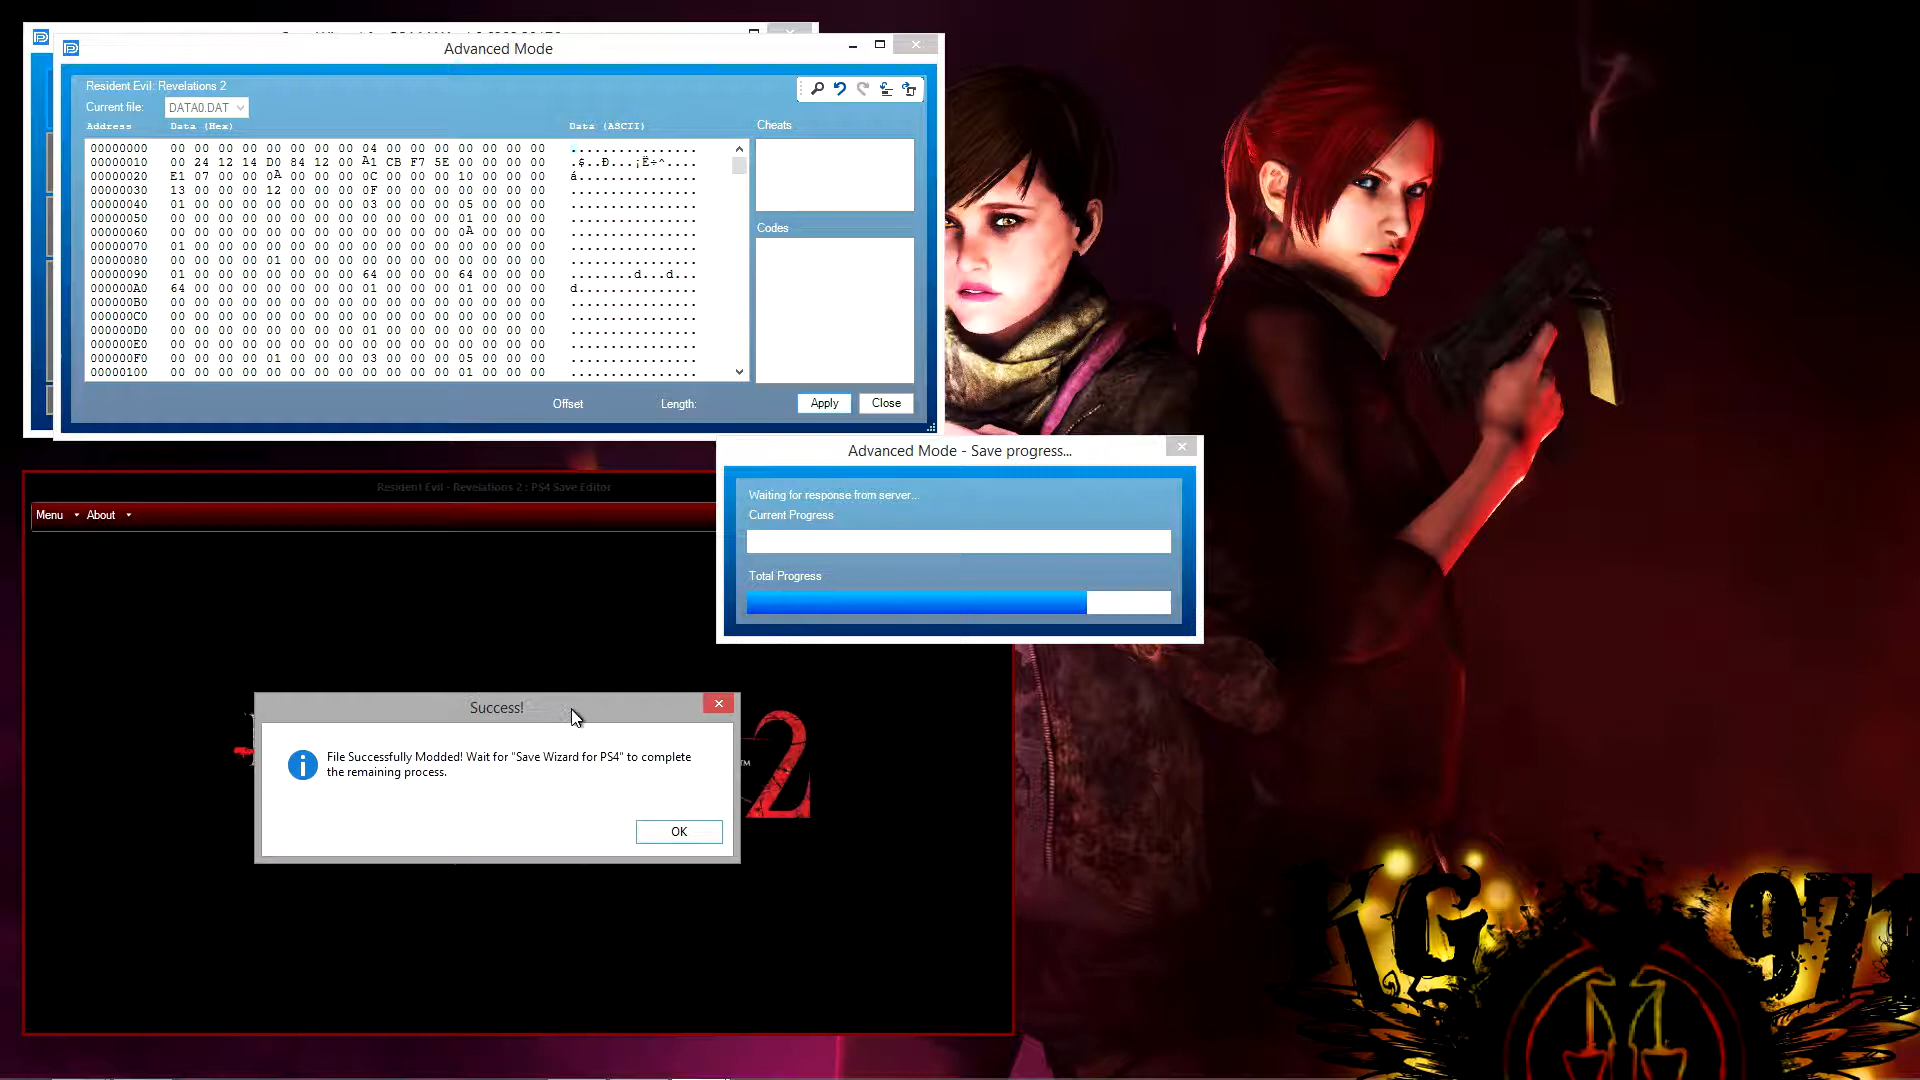 Advanced Mode
Resident Evil: Revelations 2
Current file: DATA0.DAT
Address Data (Hex) Data (ASCII)
00000000 00 00 00 00 00 00 00 00 04 00 00 00 00 00 00 00 ................
00000010 00 24 12 14 D0 84 12 00 A1 CB F7 5E 00 00 00 00 .$..Ð...¡Ë÷^....
00000020 E1 07 00 00 0A 00 00 00 0C 00 00 00 10 00 00 00 á...............
00000030 13 00 00 00 12 00 00 00 0F 00 00 00 00 00 00 00 ................
00000040 01 00 00 00 00 00 00 00 03 00 00 00 05 00 00 00 ................
00000050 00 00 00 00 00 00 00 00 00 00 00 00 01 00 00 00 ................
00000060 00 00 00 00 00 00 00 00 00 00 00 00 0A 00 00 00 ................
00000070 01 00 00 00 00 00 00 00 00 00 00 00 00 00 00 00 ................
00000080 00 00 00 00 01 00 00 00 00 00 00 00 00 00 00 00 ................
00000090 01 00 00 00 00 00 00 00 64 00 00 00 64 00 00 00 ........d...d...
000000A0 64 00 00 00 00 00 00 00 01 00 00 00 01 00 00 00 d...............
000000B0 00 00 00 00 00 00 00 00 00 00 00 00 00 00 00 00 ................
000000C0 00 00 00 00 00 00 00 00 00 00 00 00 00 00 00 00 ................
000000D0 00 00 00 00 00 00 00 00 01 00 00 00 00 00 00 00 ................
000000E0 00 00 00 00 00 00 00 00 00 00 00 00 00 00 00 00 ................
000000F0 00 00 00 00 01 00 00 00 03 00 00 00 05 00 00 00 ................
00000100 00 00 00 00 00 00 00 00 00 00 00 00 01 00 00 00 ................
Cheats
Codes
Offset Length: Apply Close
Advanced Mode - Save progress...
Waiting for response from server...
Current Progress
Total Progress
Resident Evil - Revelations 2 : PS4 Save Editor
Menu About
Success!
File Successfully Modded! Wait for "Save Wizard for PS4" to complete
the remaining process.
OK
2
TM
KG 971